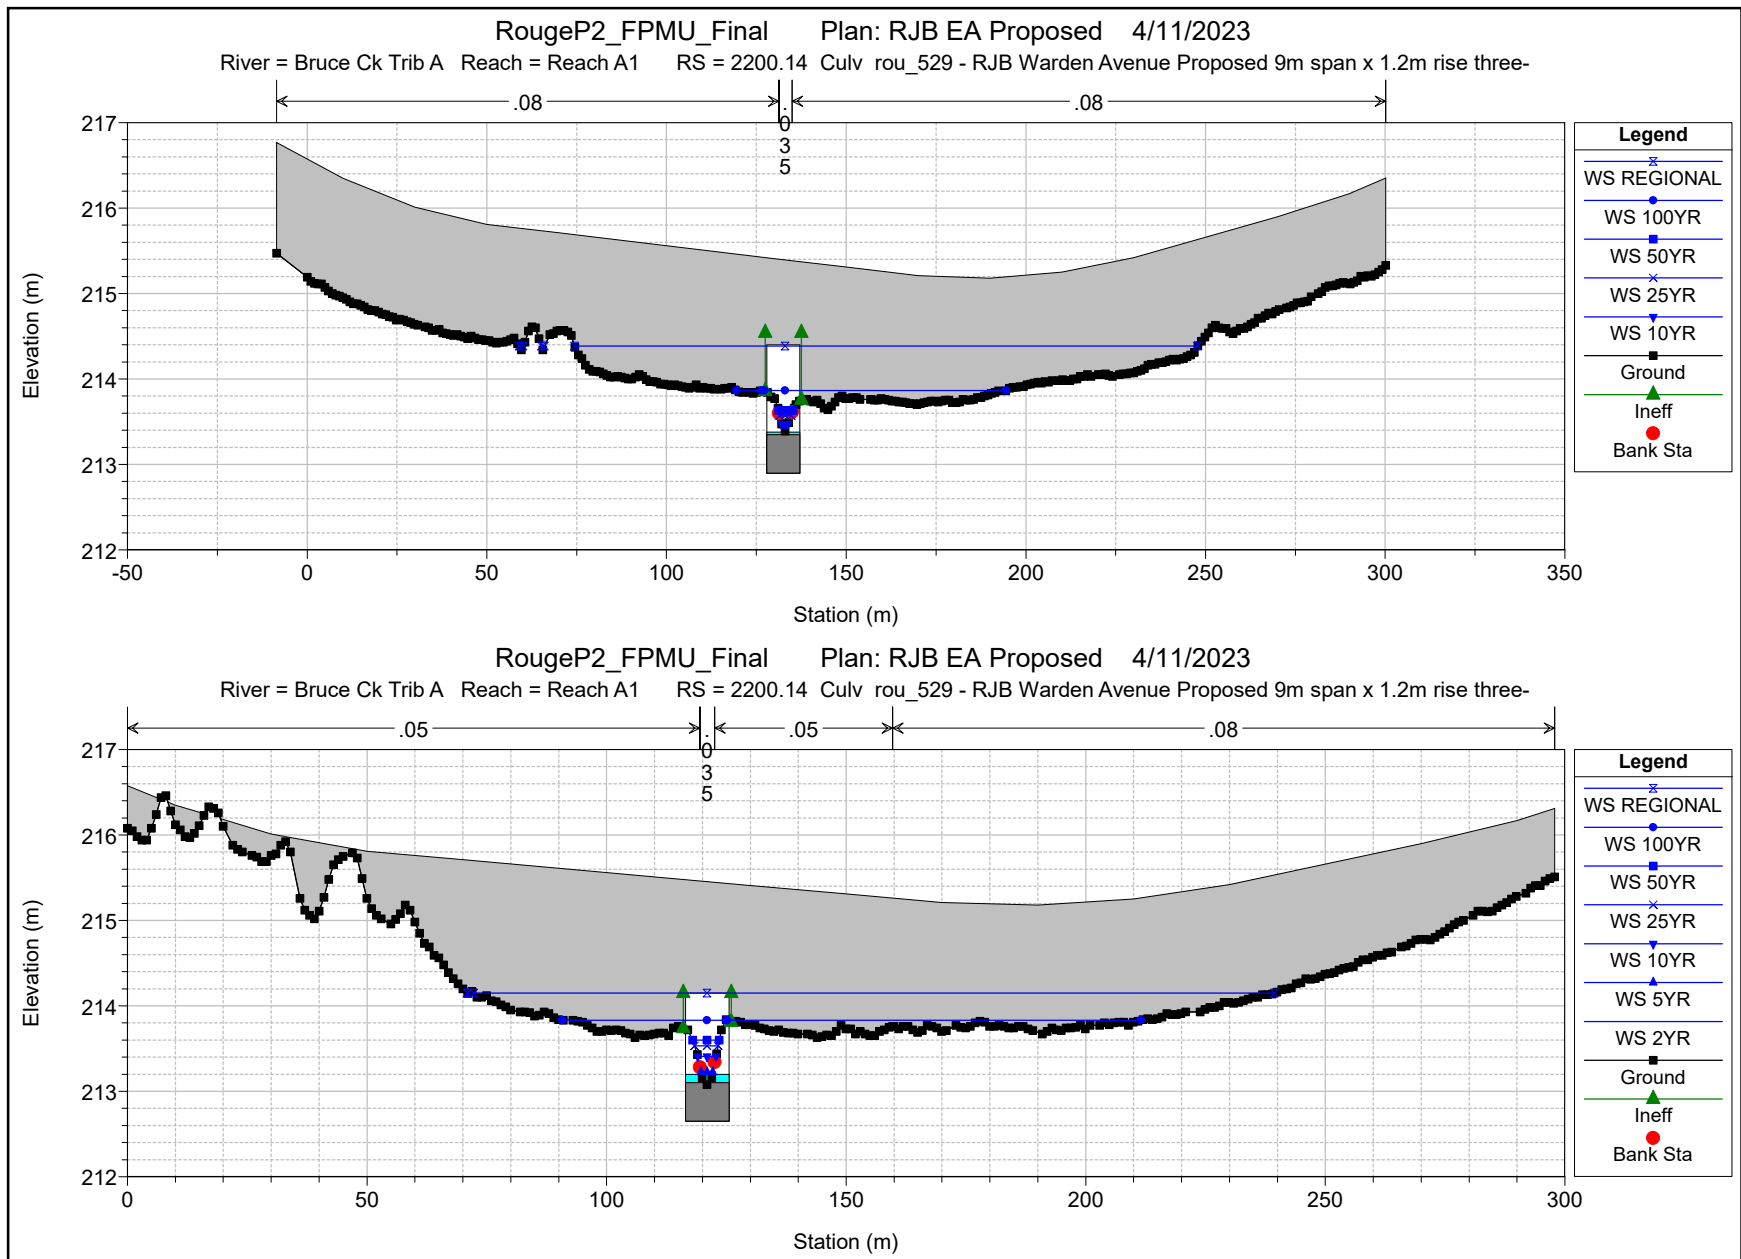 RougeP2_FPMU_Final Plan: RJB EA Proposed 4/11/2023
River = Bruce Ck Trib A Reach = Reach A1 RS = 2200.14 Culv rou_529 - RJB Warden Avenue Proposed 9m span x 1.2m rise three-
.08
.035
.08
217
216
215
214
213
212
Elevation (m)
-50 0 50 100 150 200 250 300 350
Station (m)
Legend
WS REGIONAL
WS 100YR
WS 50YR
WS 25YR
WS 10YR
Ground
Ineff
Bank Sta
RougeP2_FPMU_Final Plan: RJB EA Proposed 4/11/2023
River = Bruce Ck Trib A Reach = Reach A1 RS = 2200.14 Culv rou_529 - RJB Warden Avenue Proposed 9m span x 1.2m rise three-
.05
.035
.05
.08
217
216
215
214
213
212
Elevation (m)
0 50 100 150 200 250 300
Station (m)
Legend
WS REGIONAL
WS 100YR
WS 50YR
WS 25YR
WS 10YR
WS 5YR
WS 2YR
Ground
Ineff
Bank Sta